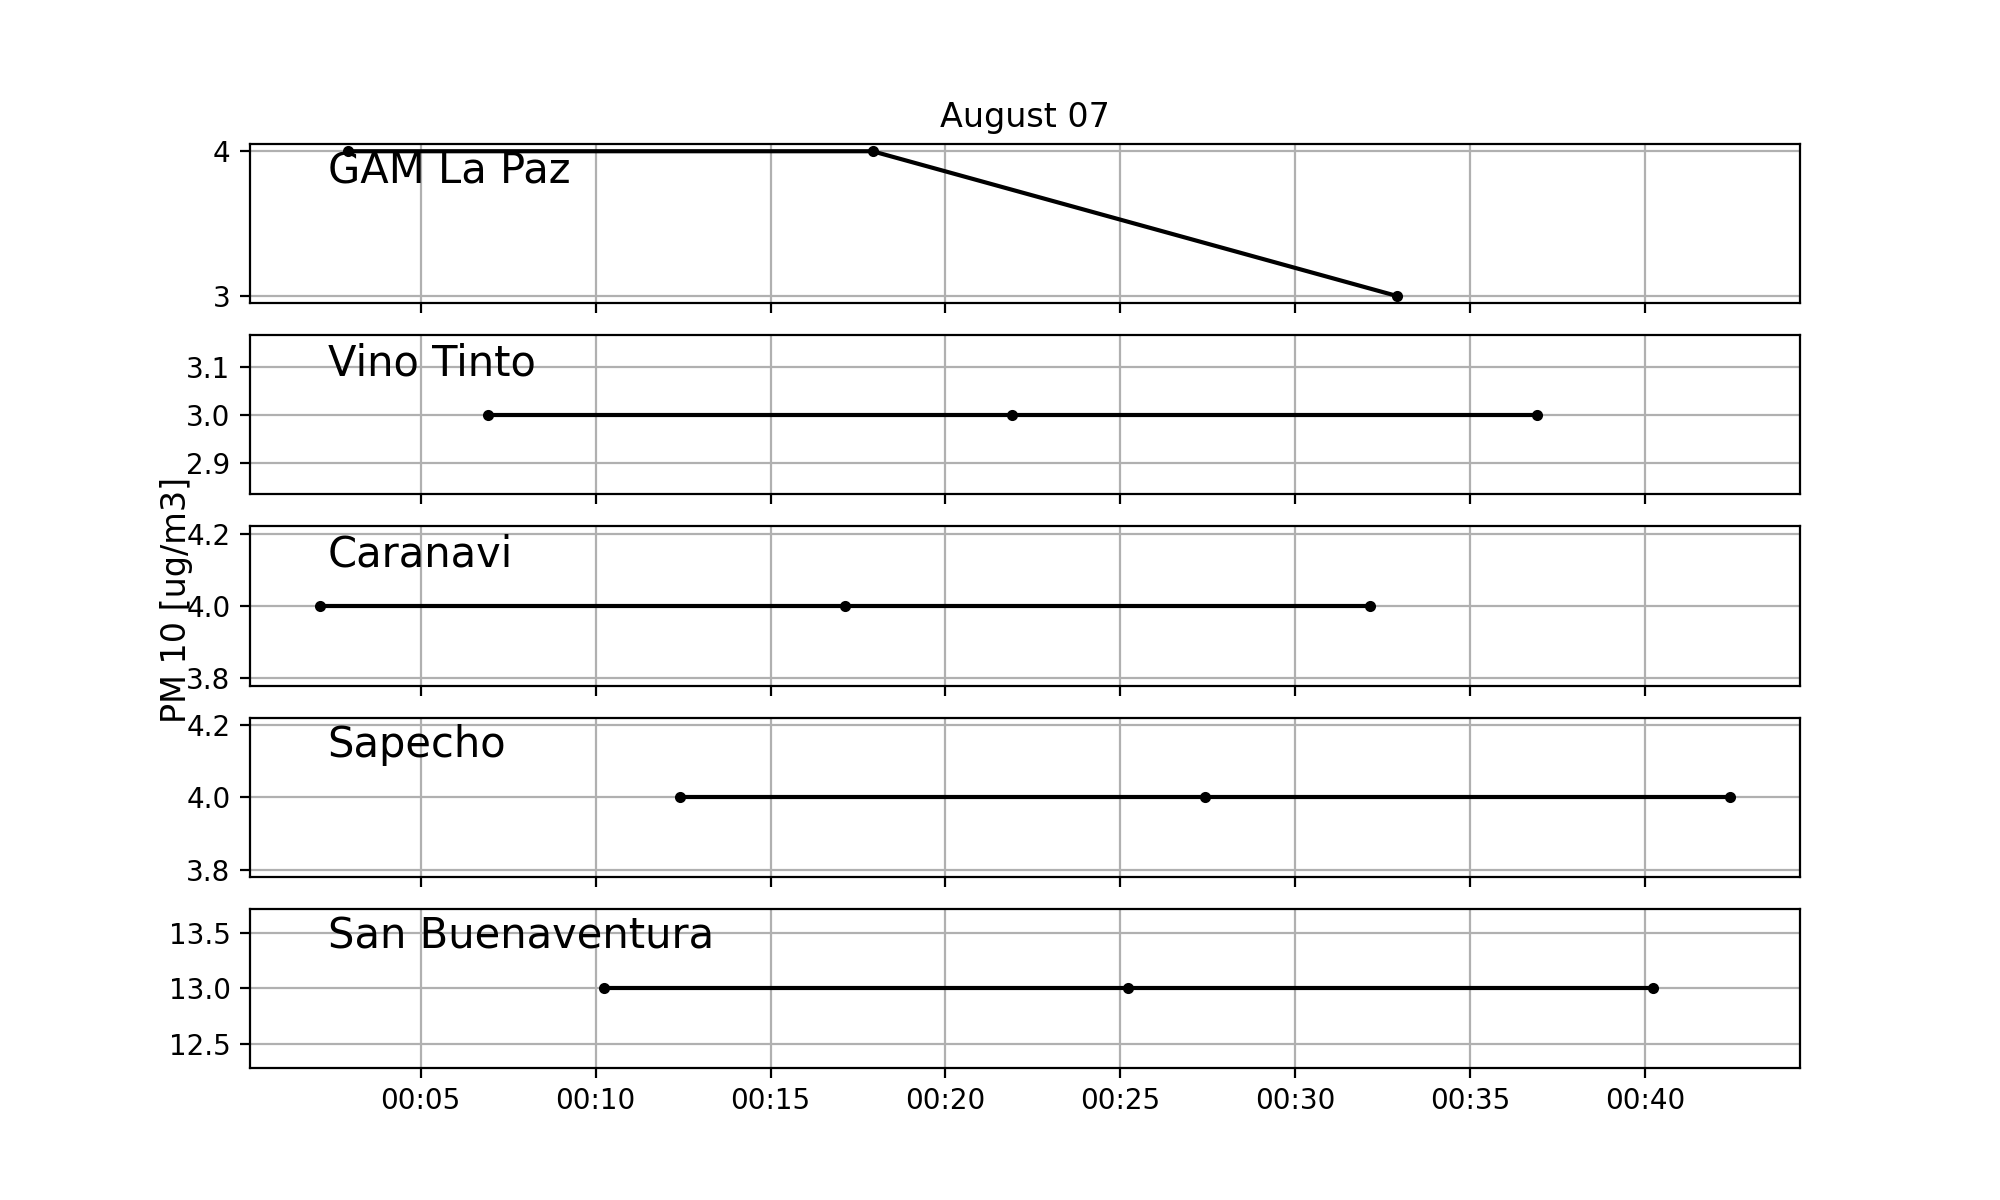 August 07
4
GAM La Paz
3
Vino Tinto
3.1
3.0
2.9
PM 10 [ug/m3]
4.2
Caranavi
4.0
3.8
4.2
Sapecho
4.0
3.8
13.5
San Buenaventura
13.0
12.5
00:05 00:10 00:15 00:20 00:25 00:30 00:35 00:40